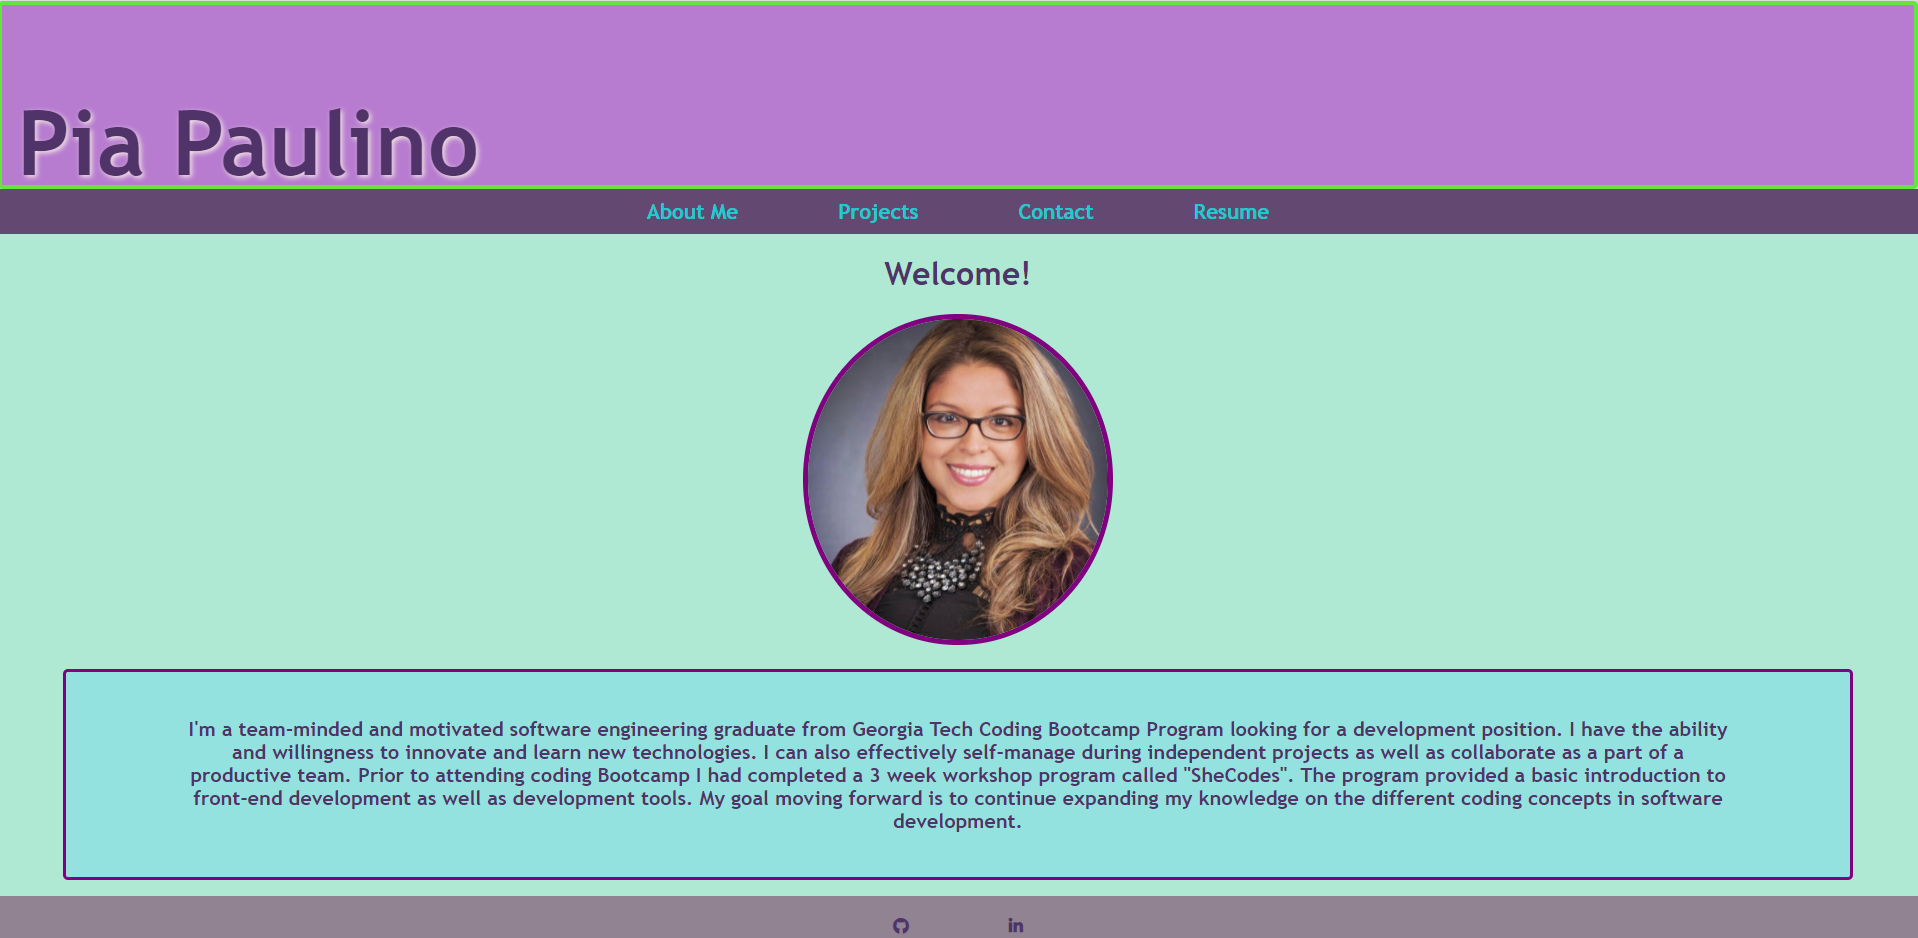 Pia Paulino
About Me Projects Contact Resume
Welcome!
I'm a team-minded and motivated software engineering graduate from Georgia Tech Coding Bootcamp Program looking for a development position. I have the ability
and willingness to innovate and learn new technologies. I can also effectively self-manage during independent projects as well as collaborate as a part of a
productive team. Prior to attending coding Bootcamp I had completed a 3 week workshop program called "SheCodes". The program provided a basic introduction to
front-end development as well as development tools. My goal moving forward is to continue expanding my knowledge on the different coding concepts in software
development.
in